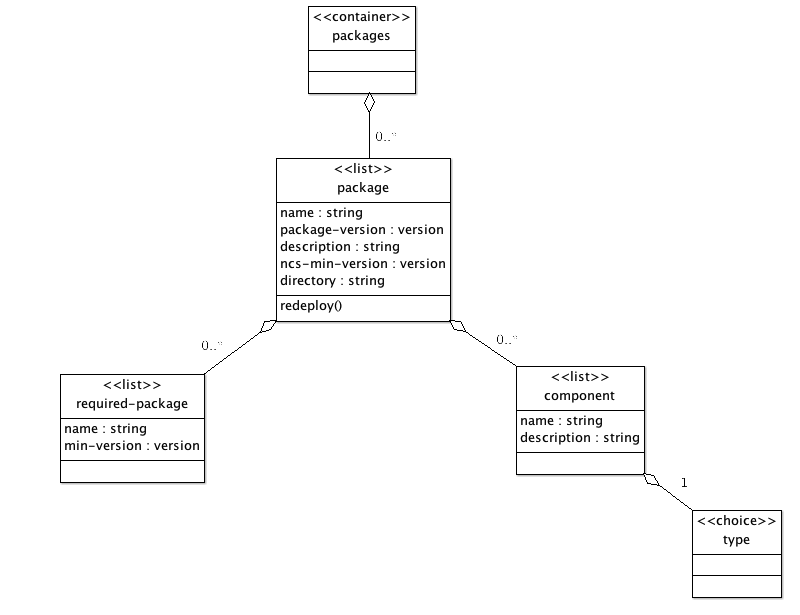 <<container>>
packages
0..*
<<list>>
package
name : string
package-version : version
description : string
ncs-min-version : version
directory : string
redeploy()
0..*
0..*
<<list>>
required-package
name : string
min-version : version
<<list>>
component
name : string
description : string
1
<<choice>>
type